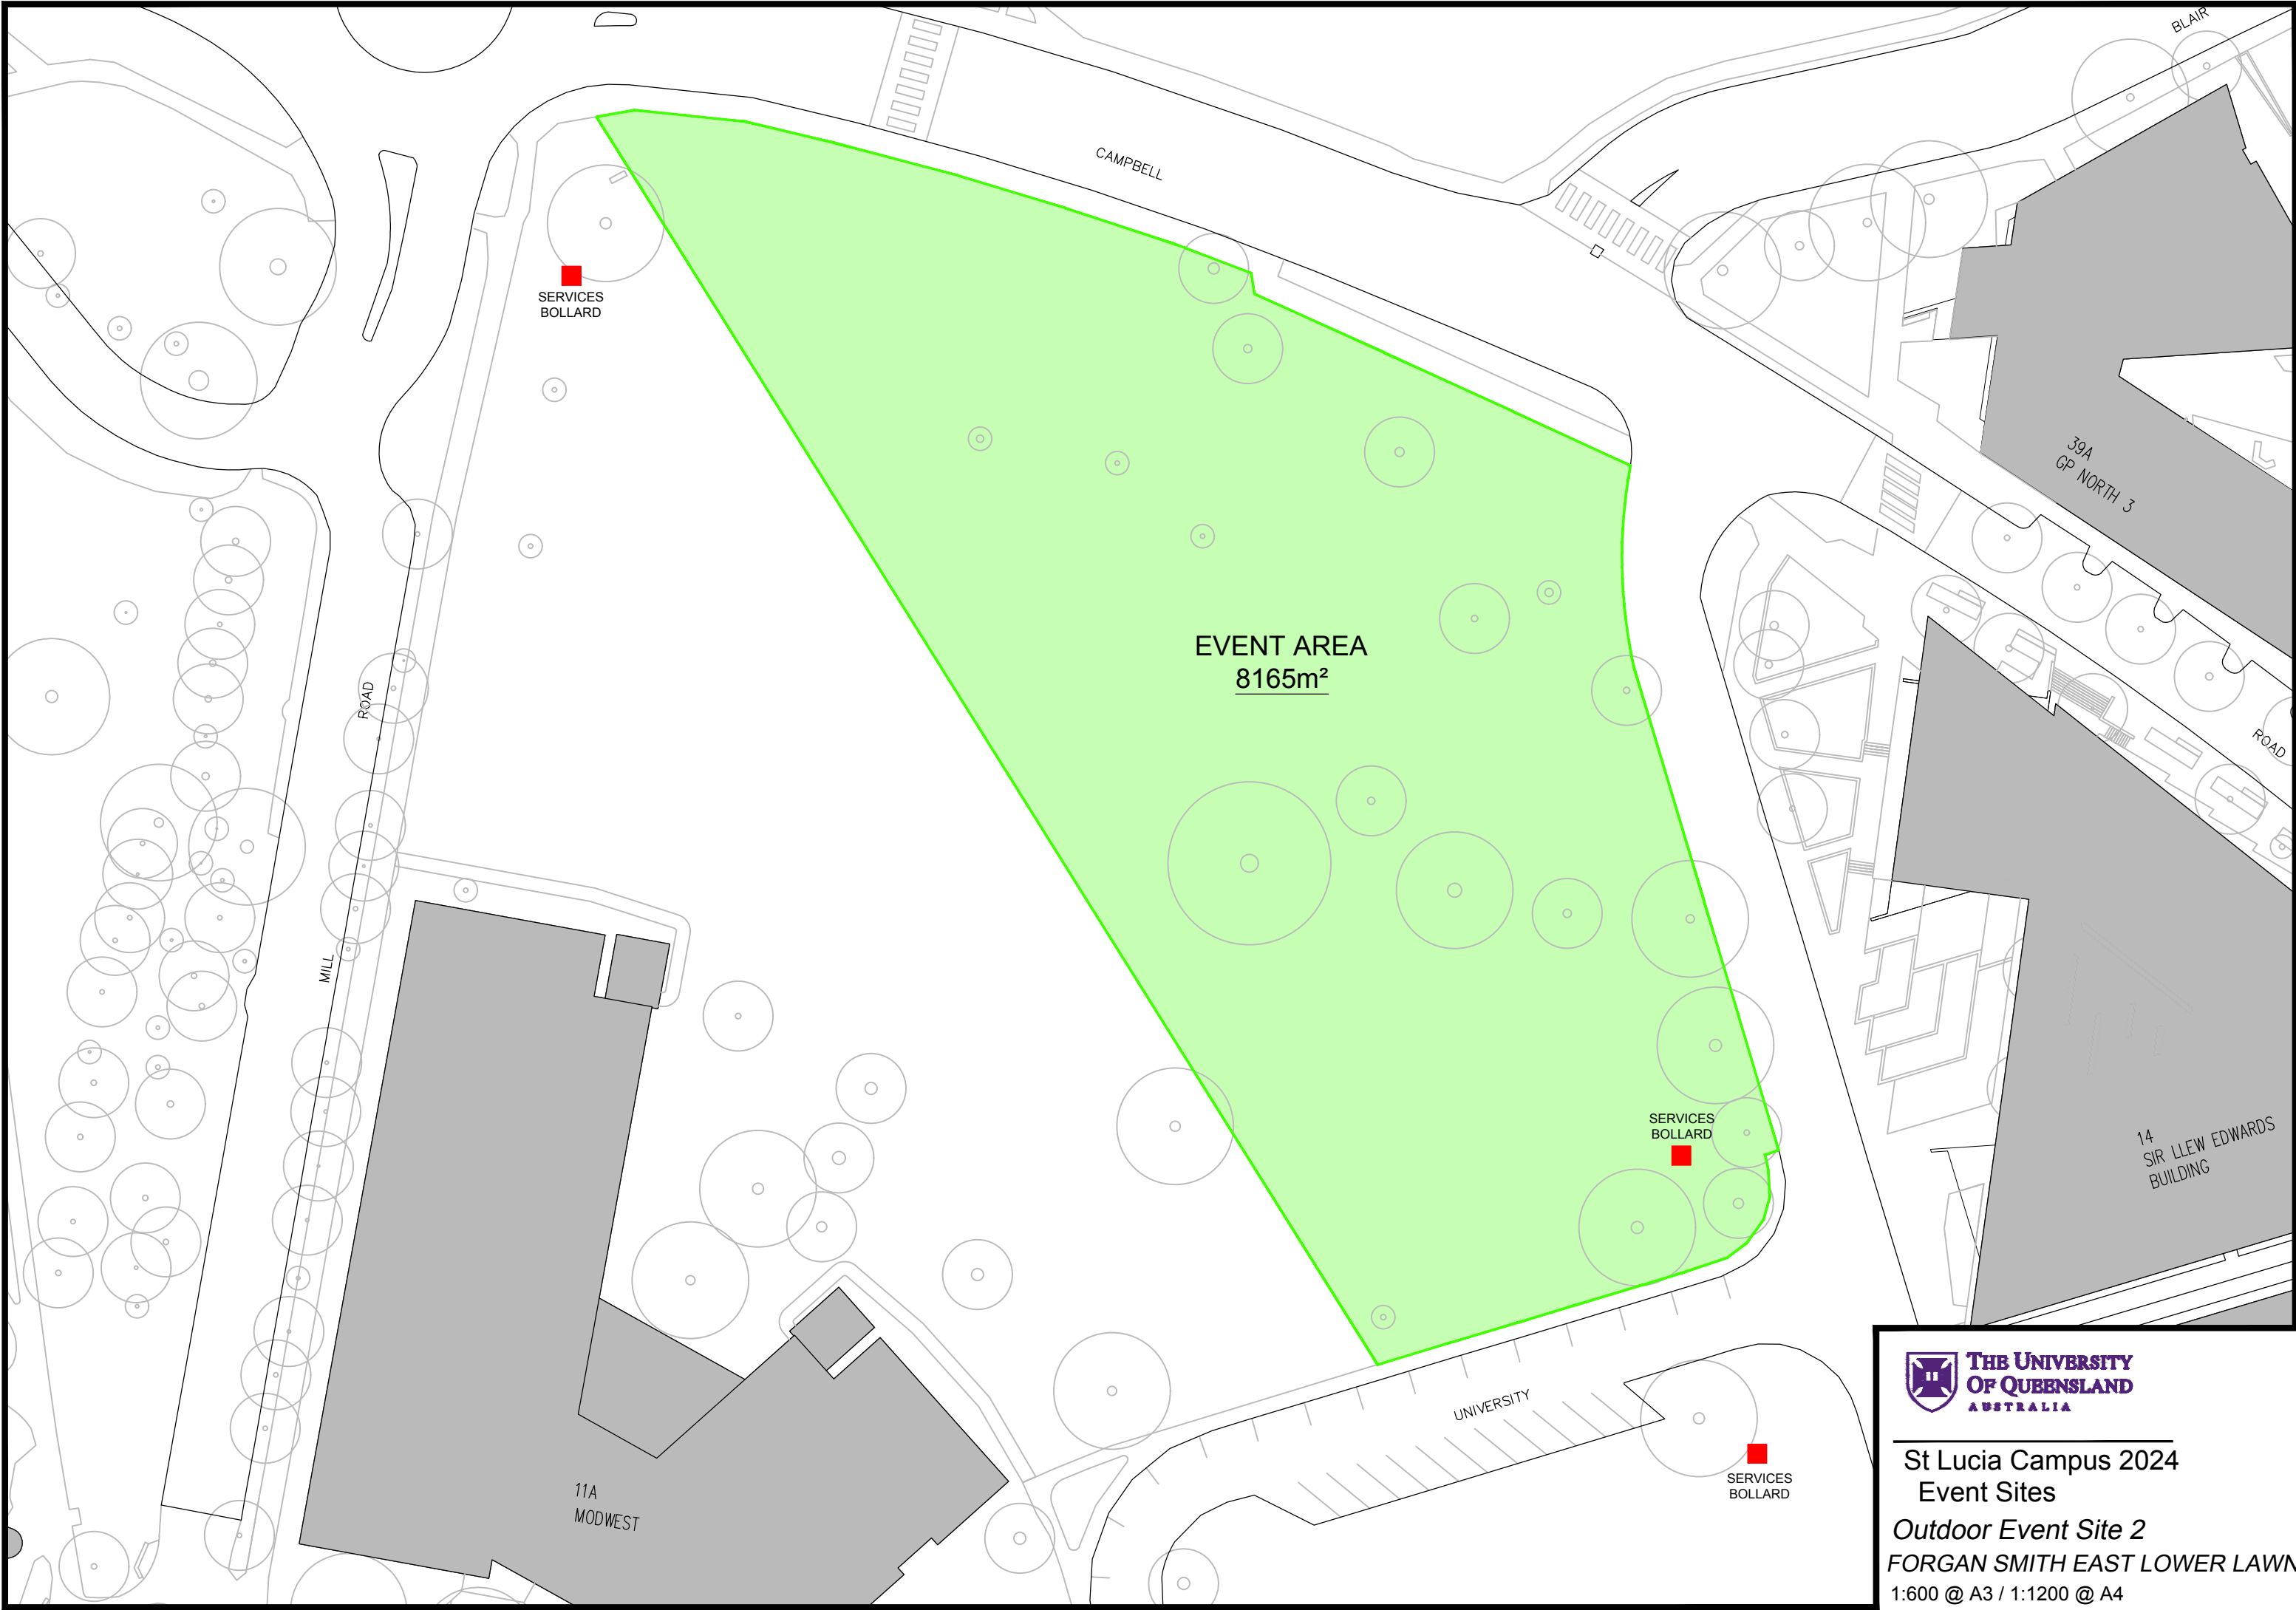 BLAIR
CAMPBELL
SERVICES
BOLLARD
39A
GP NORTH 3
EVENT AREA
8165m²
ROAD
ROAD
MILL
SERVICES
BOLLARD
14
SIR LLEW EDWARDS
BUILDING
UNIVERSITY
SERVICES
BOLLARD
11A
MODWEST
THE UNIVERSITY
OF QUEENSLAND
AUSTRALIA
St Lucia Campus 2024
Event Sites
Outdoor Event Site 2
FORGAN SMITH EAST LOWER LAWN
1:600 @ A3 / 1:1200 @ A4